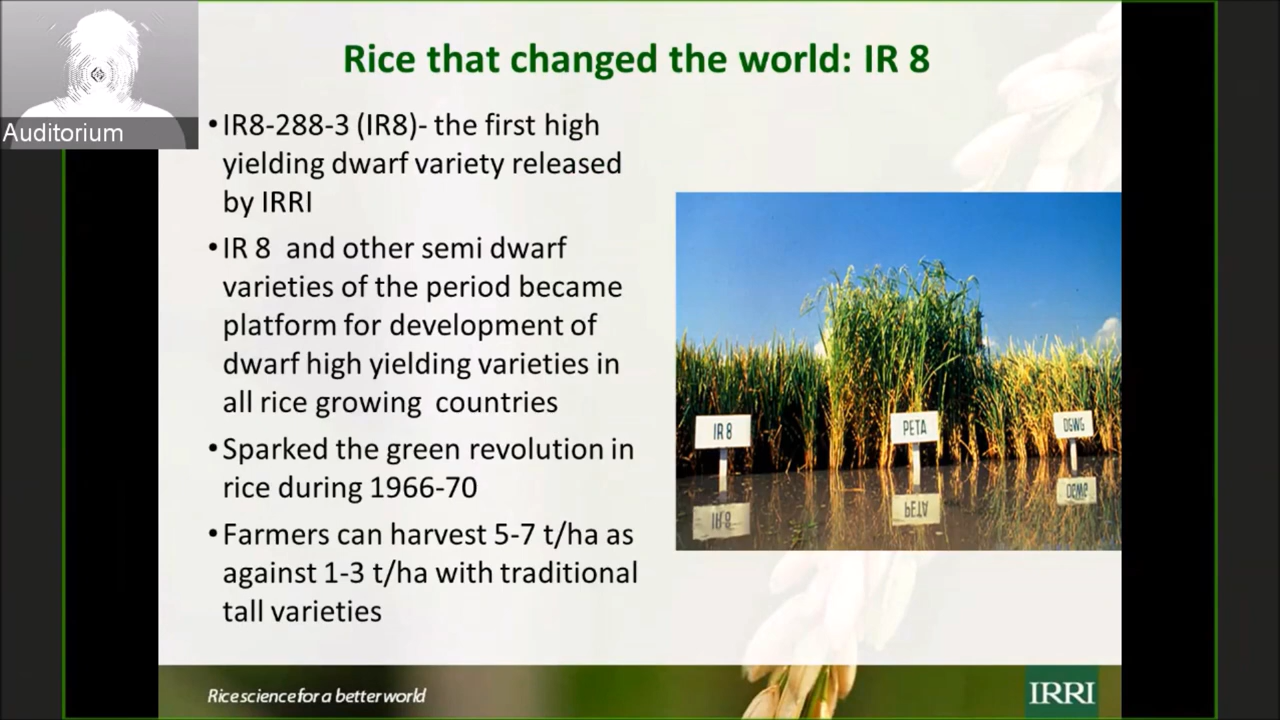 Rice that changed the world: IR 8
Auditorium
•IR8-288-3 (IR8)- the first high
yielding dwarf variety released
by IRRI
•IR 8 and other semi dwarf
varieties of the period became
platform for development of
dwarf high yielding varieties in
all rice growing countries
•Sparked the green revolution in
rice during 1966-70
•Farmers can harvest 5-7 t/ha as
against 1-3 t/ha with traditional
tall varieties
IR8
PETA
DGWG
Rice science for a better world
IRRI